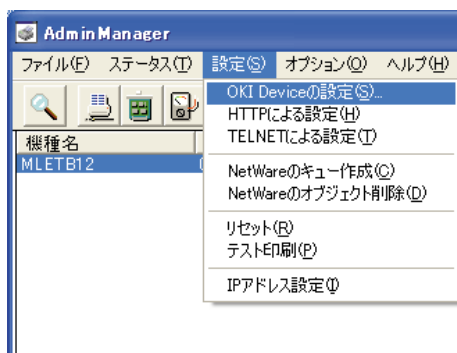 AdminManager
ファイル(F) ステータス(T) 設定(S) オプション(O) ヘルプ(H)
OKI Deviceの設定(S)...
HTTPによる設定(H)
TELNETによる設定(T)
機種名
MLETB12
NetWareのキュー作成(C)
NetWareのオブジェクト削除(D)
リセット(R)
テスト印刷(P)
IPアドレス設定(I)